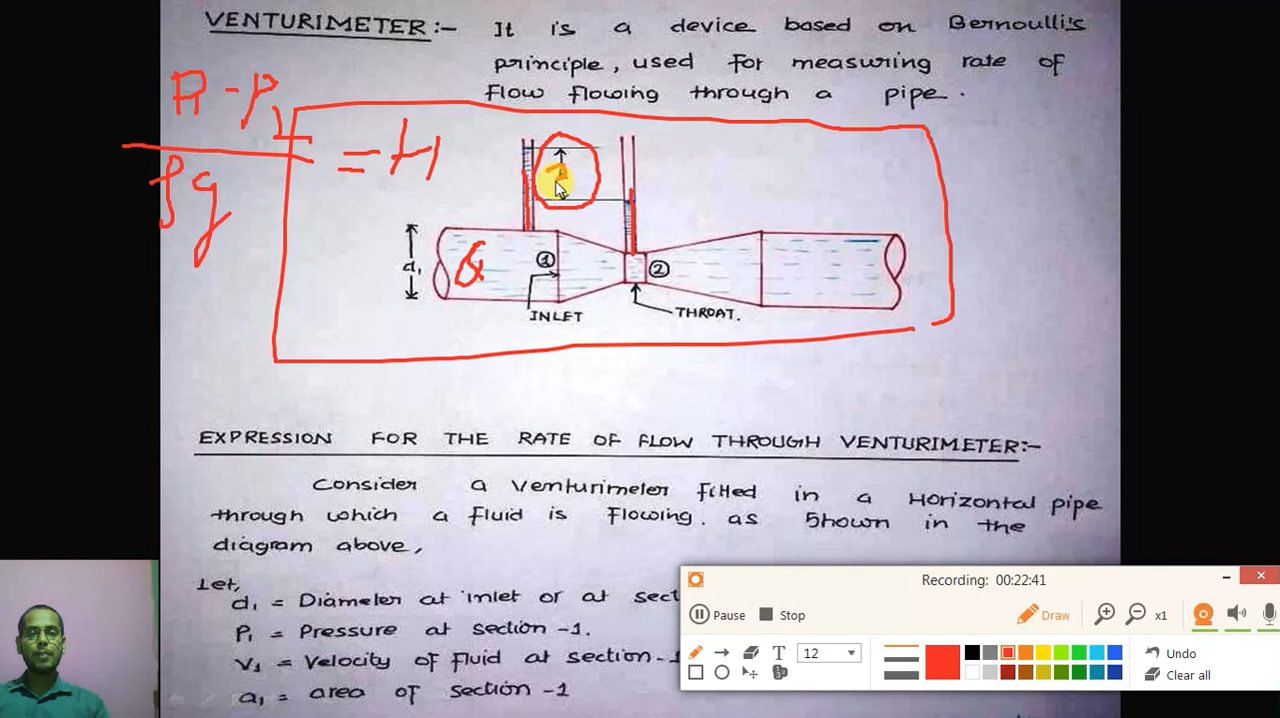 VENTURIMETER:- It is a device based on Bernoulli's
principle, used for measuring rate of
flow flowing through a pipe.
= H
ρg
d₁
Q
①
②
INLET
THROAT.
EXPRESSION FOR THE RATE OF FLOW THROUGH VENTURIMETER:-
Consider a venturimeter fitted in a Horizontal pipe
through which a fluid is flowing. as shown in the
diagram above,
Let,
d₁ = Diameter at inlet or at sect
P₁ = Pressure at section -1.
V₁ = Velocity of fluid at section-1
a₁ = area of section -1
Recording: 00:22:41
Pause Stop Draw x1
T 12 Undo
Clear all